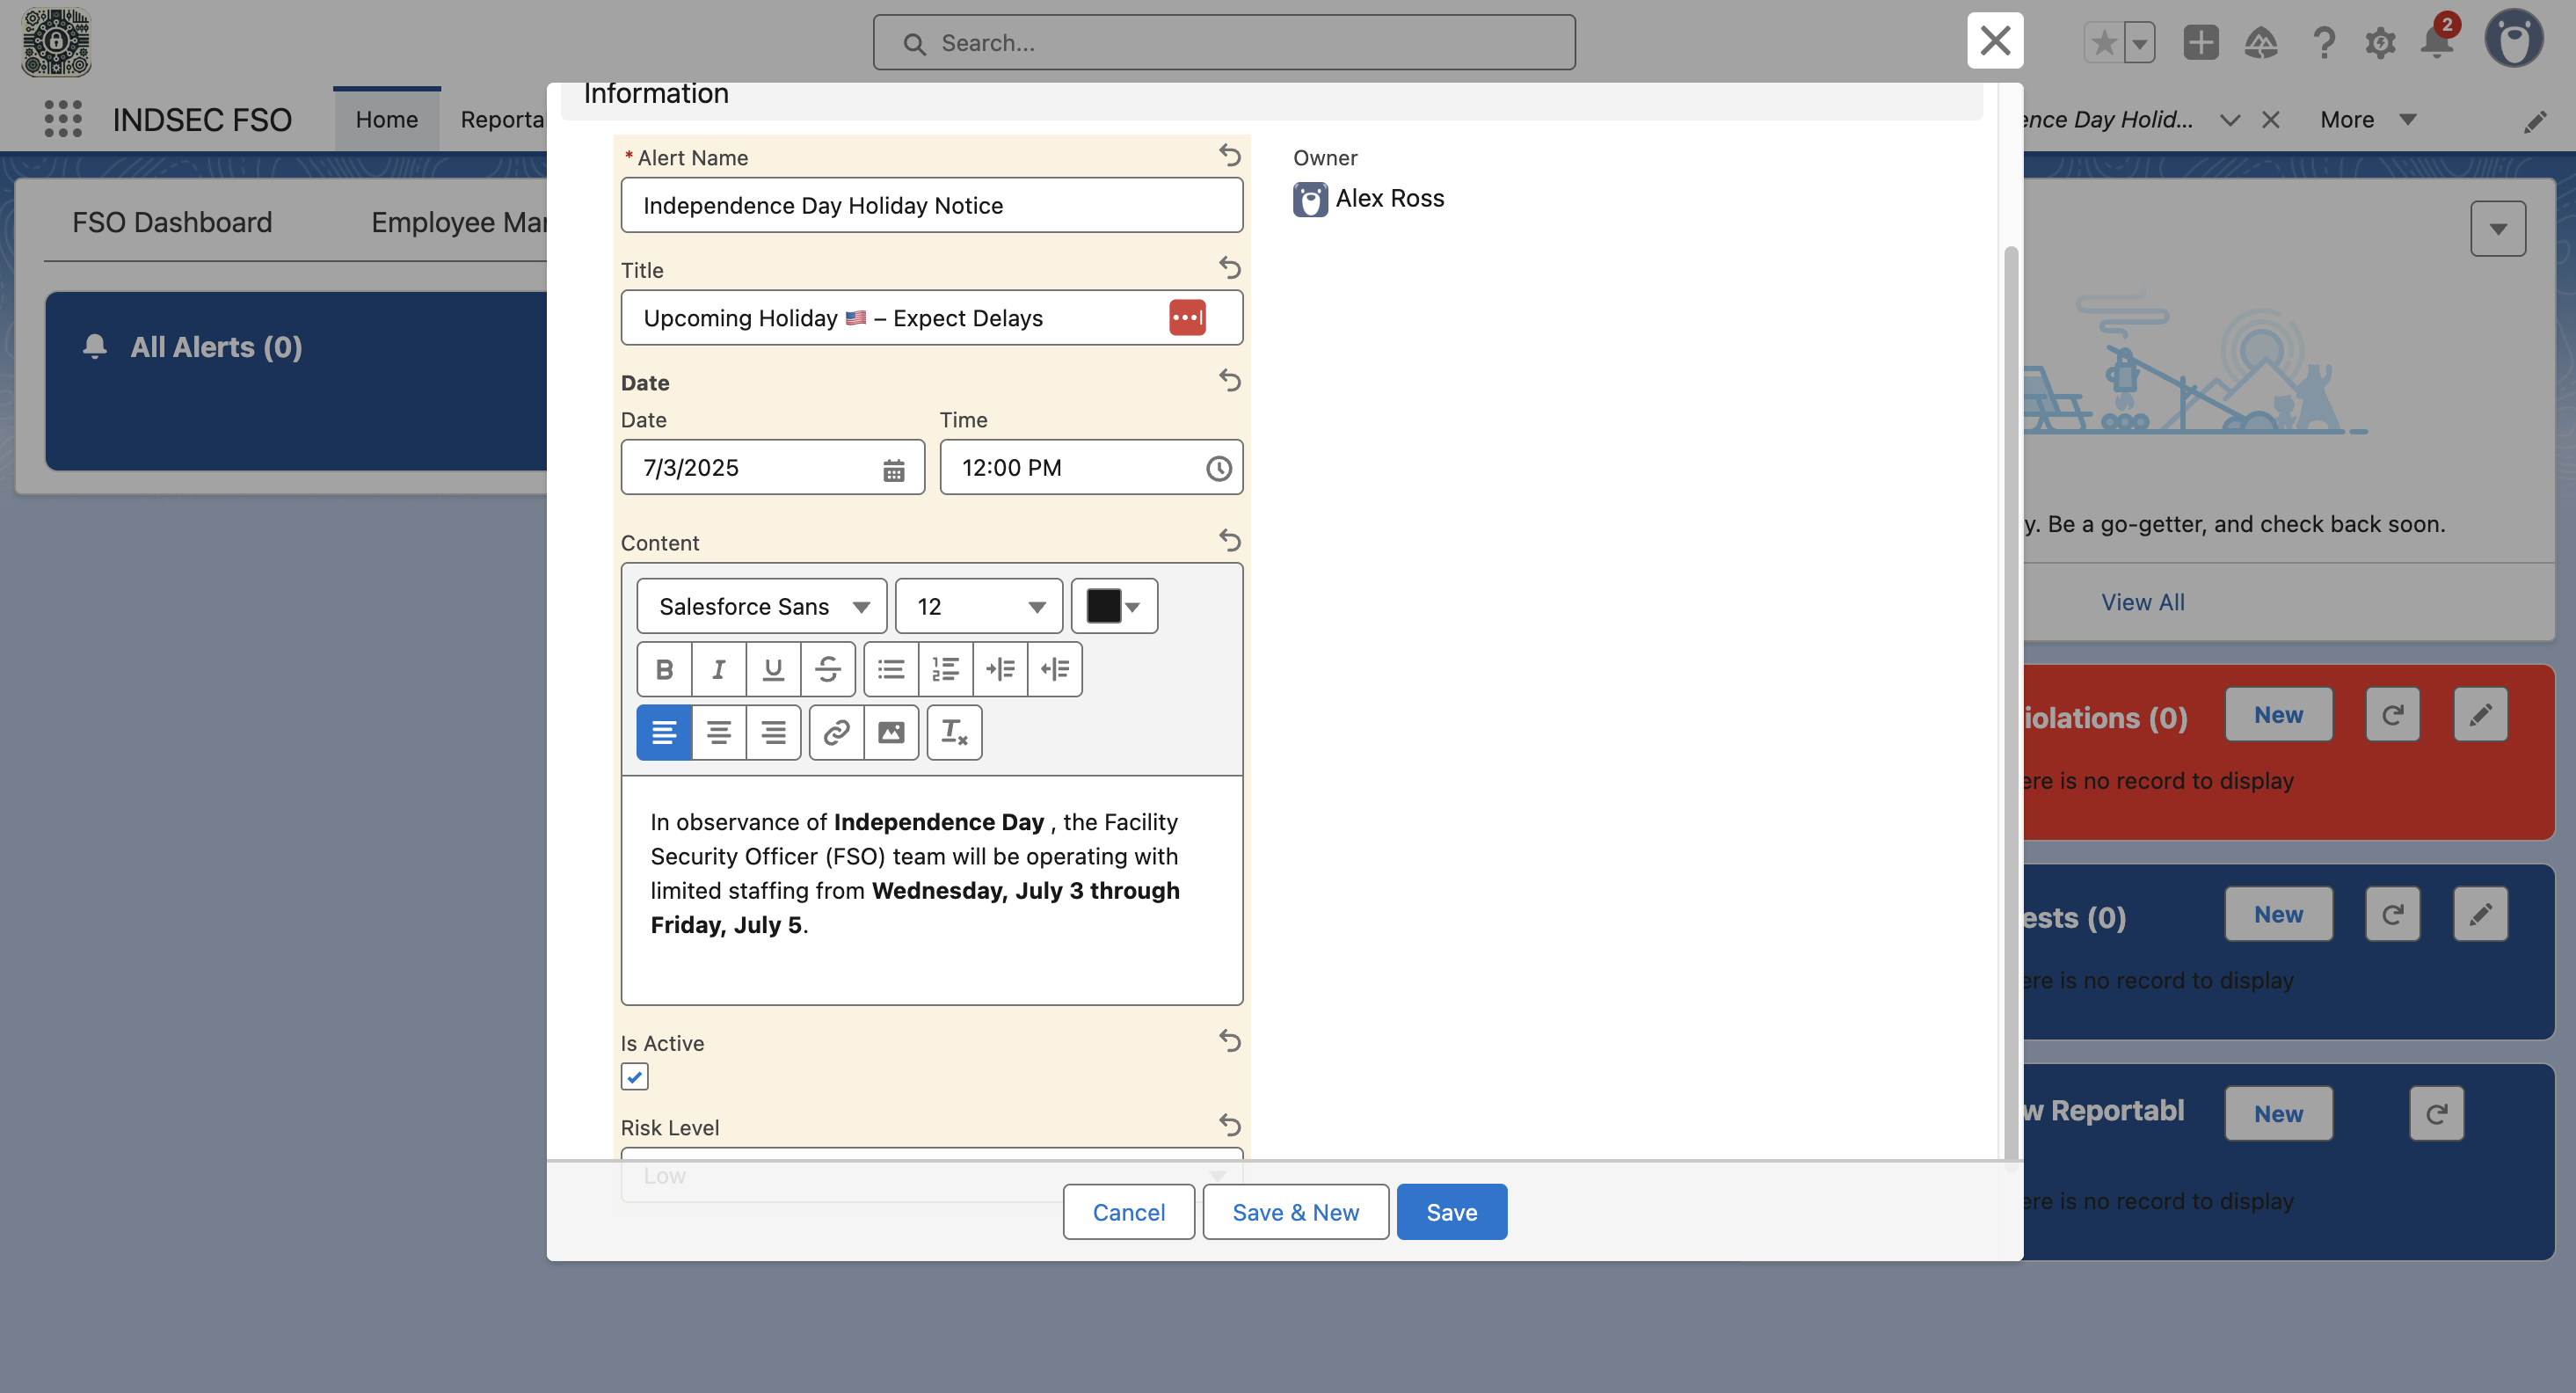 Search...
2
INDSEC FSO
Home
Reporta
ence Day Holid...
More
FSO Dashboard
Employee Mar
All Alerts (0)
Information
* Alert Name
Independence Day Holiday Notice
Owner
Alex Ross
Title
Upcoming Holiday 🇺🇸 – Expect Delays
Date
Date
Time
7/3/2025
12:00 PM
Content
Salesforce Sans
12
B
I
U
S
In observance of Independence Day , the Facility
Security Officer (FSO) team will be operating with
limited staffing from Wednesday, July 3 through
Friday, July 5.
Is Active
Risk Level
Low
Cancel
Save & New
Save
y. Be a go-getter, and check back soon.
View All
iolations (0)
New
ere is no record to display
ests (0)
New
ere is no record to display
w Reportabl
New
ere is no record to display